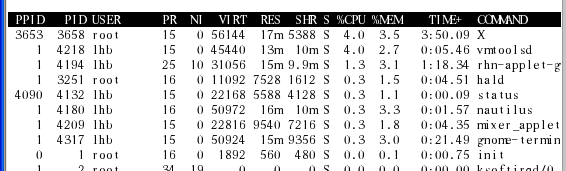 PPID PID USER PR NI VIRT RES SHR S %CPU %MEM TIME+ COMMAND
3653 3658 root 15 0 56144 17m 5388 S 4.0 3.5 3:50.09 X
1 4218 lhb 15 0 45440 13m 10m S 4.0 2.7 0:05.46 vmtoolsd
1 4194 lhb 25 10 31056 15m 9.9m S 1.3 3.1 1:18.34 rhn-applet-g
1 3251 root 16 0 11092 7528 1612 S 0.3 1.5 0:04.51 hald
4090 4132 lhb 15 0 22168 5588 4128 S 0.3 1.1 0:00.09 status
1 4180 lhb 16 0 50972 16m 10m S 0.3 3.3 0:01.57 nautilus
1 4209 lhb 15 0 22816 9540 7216 S 0.3 1.8 0:04.35 mixer_applet
1 4317 lhb 15 0 50924 15m 9356 S 0.3 3.0 0:21.49 gnome-termin
0 1 root 16 0 1892 560 480 S 0.0 0.1 0:00.75 init
1 2 root 34 19 0 0 0 S 0.0 0.0 0:00.00 ksoftirqd/0